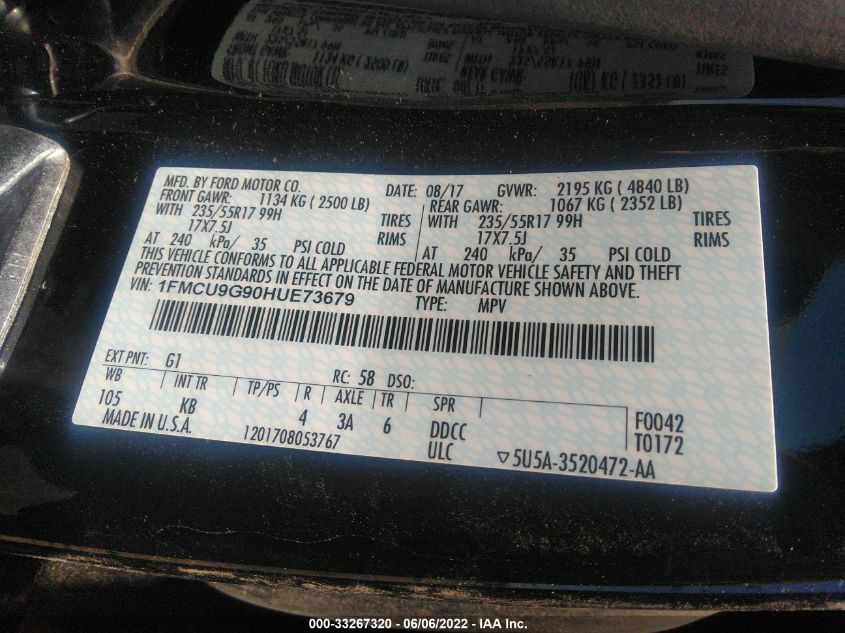 MFD. BY FORD MOTOR CO. DATE: 08/17 GVWR: 2195 KG ( 4840 LB)
FRONT GAWR: 1134 KG ( 2500 LB) REAR GAWR: 1067 KG ( 2352 LB)
WITH 235/55R17 99H TIRES WITH 235/55R17 99H TIRES
17X7.5J RIMS 17X7.5J RIMS
AT 240 kPa/ 35 PSI COLD AT 240 kPa/ 35 PSI COLD
THIS VEHICLE CONFORMS TO ALL APPLICABLE FEDERAL MOTOR VEHICLE SAFETY AND THEFT
PREVENTION STANDARDS IN EFFECT ON THE DATE OF MANUFACTURE SHOWN ABOVE.
VIN: 1FMCU9G90HUE73679 TYPE: MPV
EXT PNT: G1 RC: 58 DSO:
WB INT TR TP/PS R AXLE TR SPR
105 KB 4 3A 6 DDCC F0042
MADE IN U.S.A. 1201708053767 ULC ▽5U5A-3520472-AA T0172
000-33267320 - 06/06/2022 - IAA Inc.